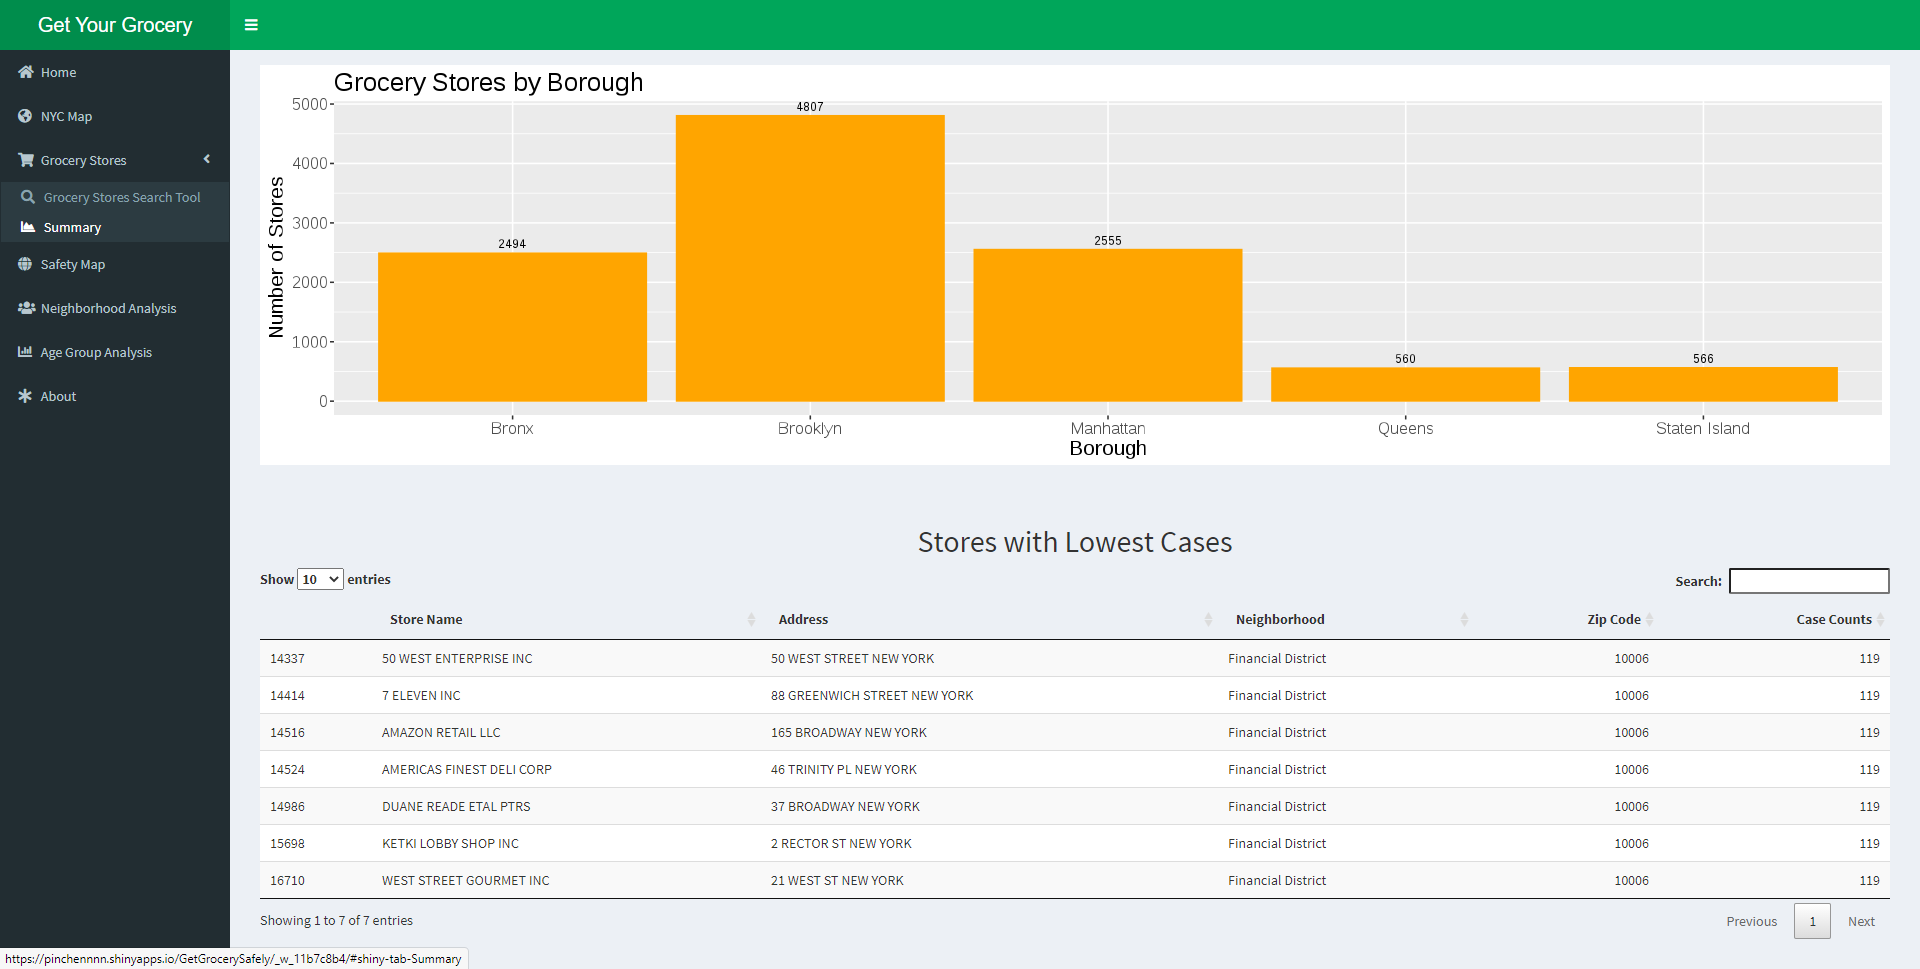 Get Your Grocery
Home
NYC Map
Grocery Stores
Grocery Stores Search Tool
Summary
Safety Map
Neighborhood Analysis
Age Group Analysis
About
Grocery Stores by Borough
Number of Stores
5000
4000
3000
2000
1000
0
2494
4807
2555
560
566
Bronx Brooklyn Manhattan Queens Staten Island
Borough
Stores with Lowest Cases
Show 10 entries
Search:
Store Name Address Neighborhood Zip Code Case Counts
14337 50 WEST ENTERPRISE INC 50 WEST STREET NEW YORK Financial District 10006 119
14414 7 ELEVEN INC 88 GREENWICH STREET NEW YORK Financial District 10006 119
14516 AMAZON RETAIL LLC 165 BROADWAY NEW YORK Financial District 10006 119
14524 AMERICAS FINEST DELI CORP 46 TRINITY PL NEW YORK Financial District 10006 119
14986 DUANE READE ETAL PTRS 37 BROADWAY NEW YORK Financial District 10006 119
15698 KETKI LOBBY SHOP INC 2 RECTOR ST NEW YORK Financial District 10006 119
16710 WEST STREET GOURMET INC 21 WEST ST NEW YORK Financial District 10006 119
Showing 1 to 7 of 7 entries
Previous 1 Next
https://pinchennnn.shinyapps.io/GetGrocerySafely/_w_11b7c8b4/#shiny-tab-Summary